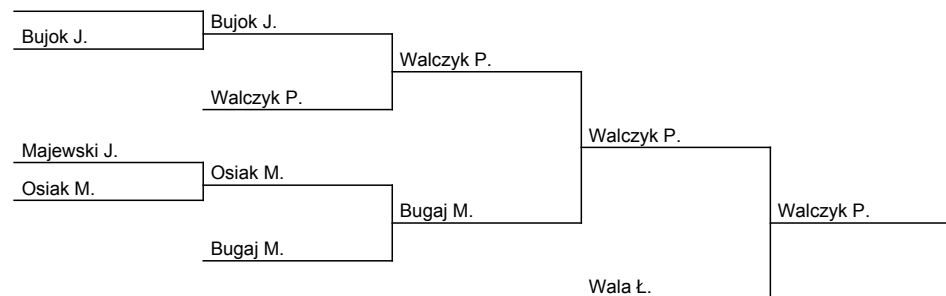 Bujok J.
Bujok J.
Walczyk P.
Walczyk P.
Majewski J.
Walczyk P.
Osiak M.
Osiak M.
Bugaj M.
Walczyk P.
Bugaj M.
Wala Ł.